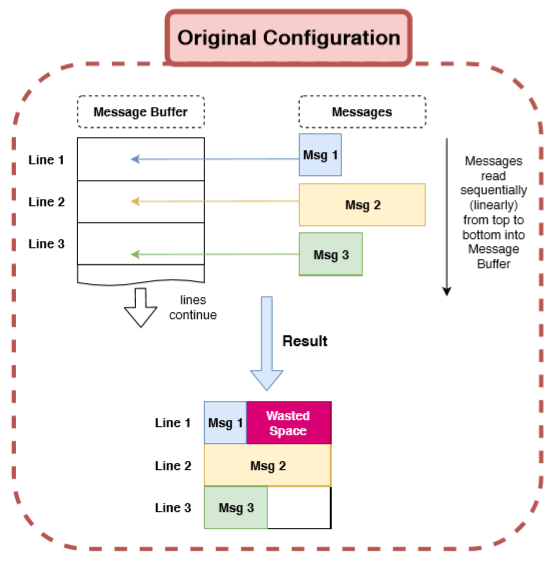 Original Configuration
Message Buffer
Messages
Line 1
Msg 1
Line 2
Msg 2
Line 3
Msg 3
Messages
read
sequentially
(linearly)
from top to
bottom into
Message
Buffer
lines
continue
Result
Line 1
Msg 1
Wasted
Space
Line 2
Msg 2
Line 3
Msg 3